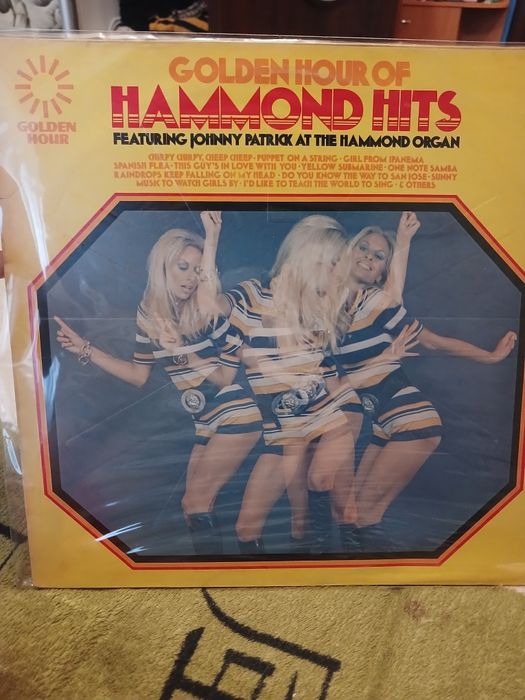 GOLDEN HOUR OF
HAMMOND HITS
FEATURING JOHNNY PATRICK AT THE HAMMOND ORGAN
GOLDEN
HOUR
CHIRPY CHIRPY, CHEEP CHEEP · PUPPET ON A STRING · GIRL FROM IPANEMA
SPANISH FLEA · THIS GUY'S IN LOVE WITH YOU · YELLOW SUBMARINE · ONE NOTE SAMBA
RAINDROPS KEEP FALLING ON MY HEAD · DO YOU KNOW THE WAY TO SAN JOSE · SUNNY
MUSIC TO WATCH GIRLS BY · I'D LIKE TO TEACH THE WORLD TO SING · & OTHERS